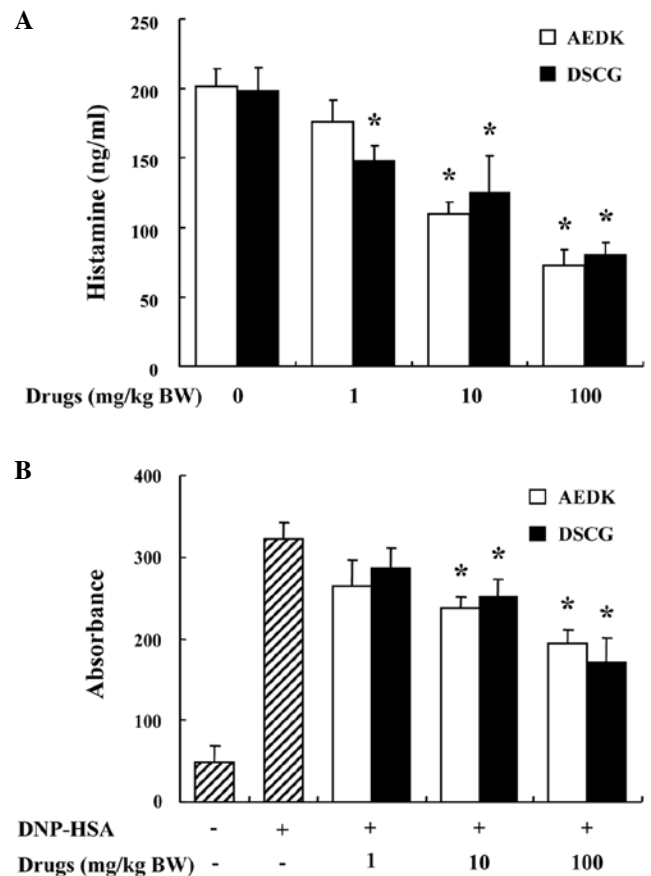 A
250
AEDK
DSCG
200
*
*
150
*
*
*
100
50
0
Histamine (ng/ml)
Drugs (mg/kg BW) 0 1 10 100
B
400
AEDK
DSCG
300
*
*
*
*
200
100
0
Absorbance
DNP-HSA - + + + +
Drugs (mg/kg BW) - - 1 10 100